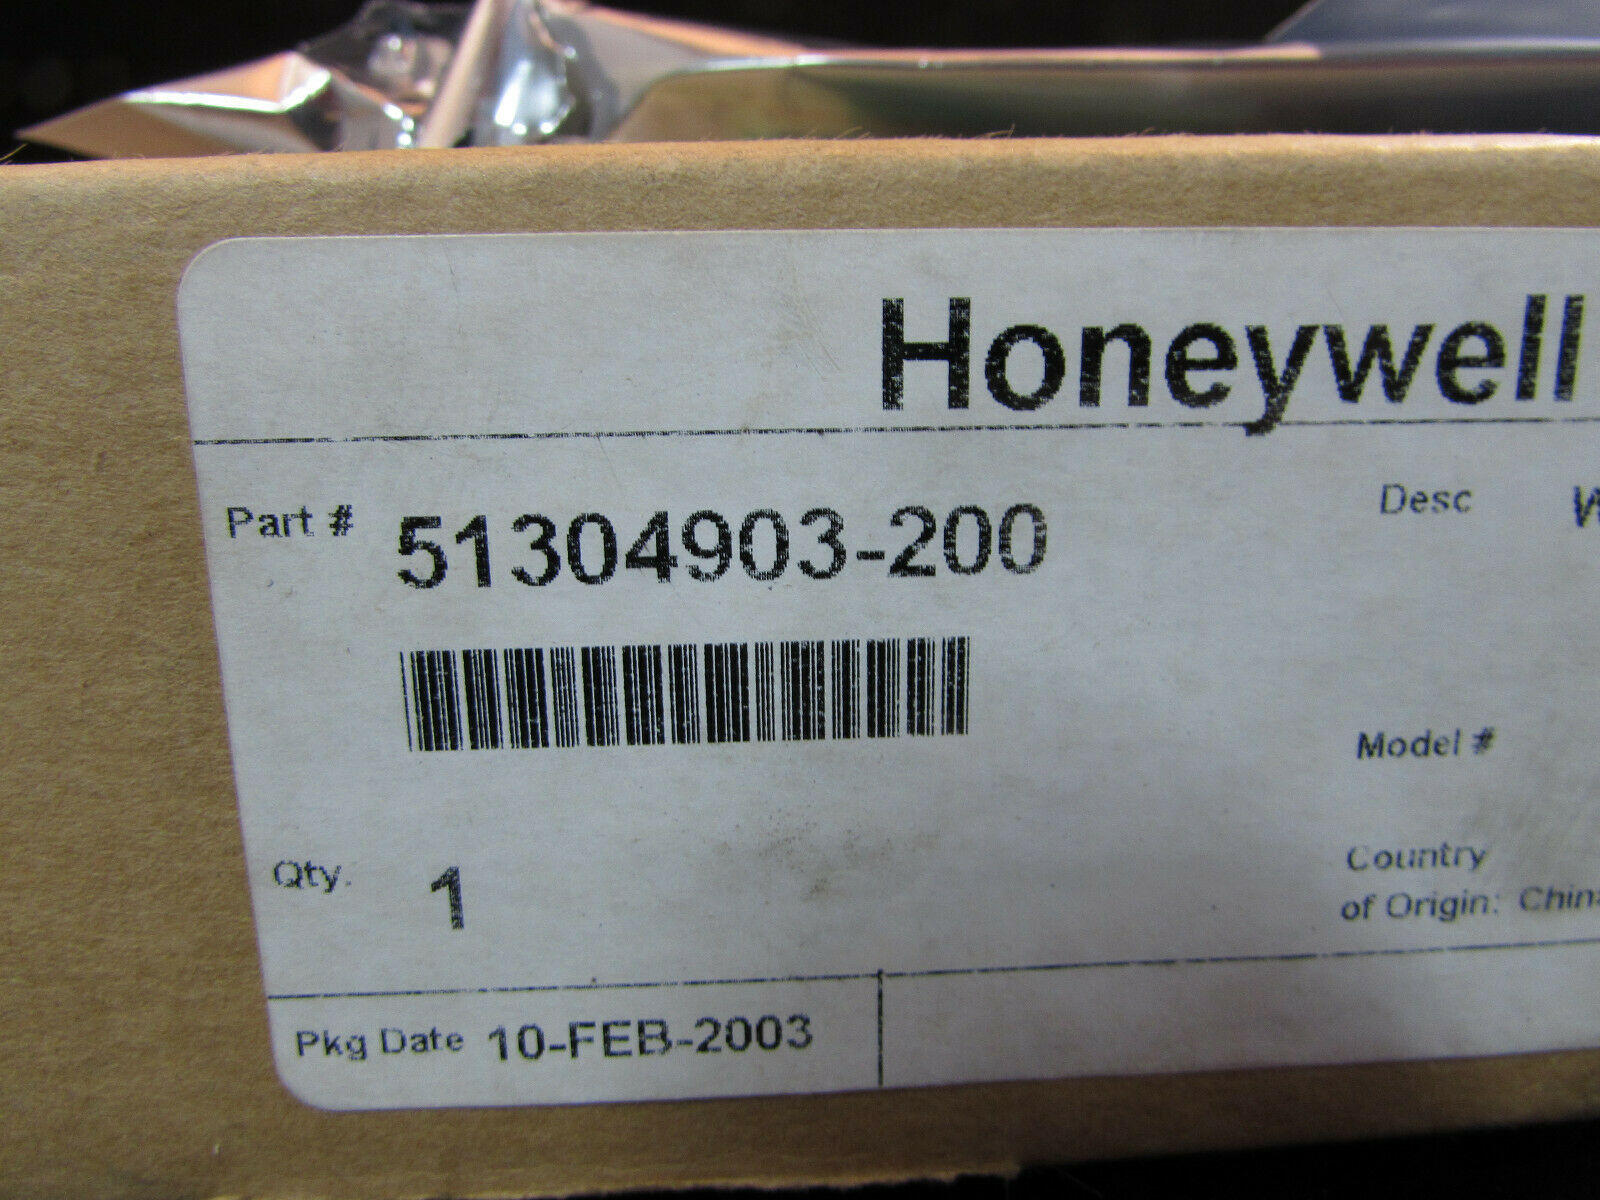 Honeywell
Part # 51304903-200
Desc
Model #
Qty. 1
Country
of Origin:
Pkg Date 10-FEB-2003